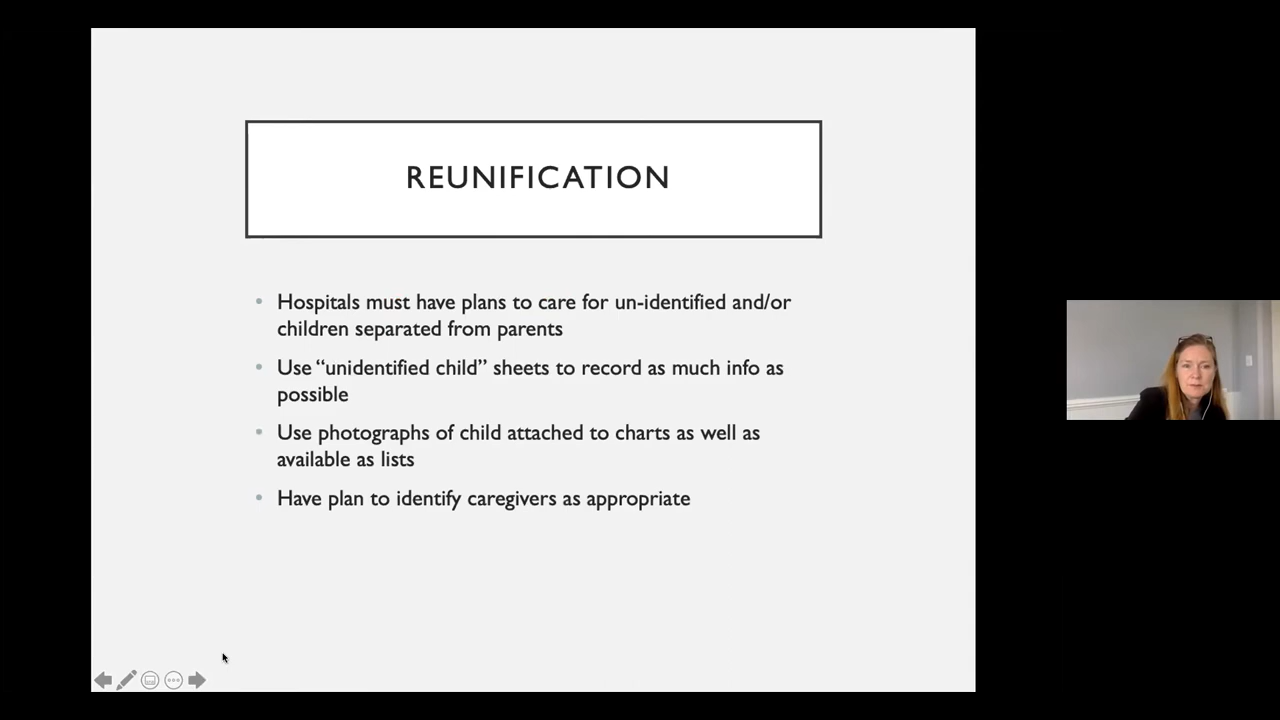 REUNIFICATION
• Hospitals must have plans to care for un-identified and/or
children separated from parents
• Use “unidentified child” sheets to record as much info as
possible
• Use photographs of child attached to charts as well as
available as lists
• Have plan to identify caregivers as appropriate